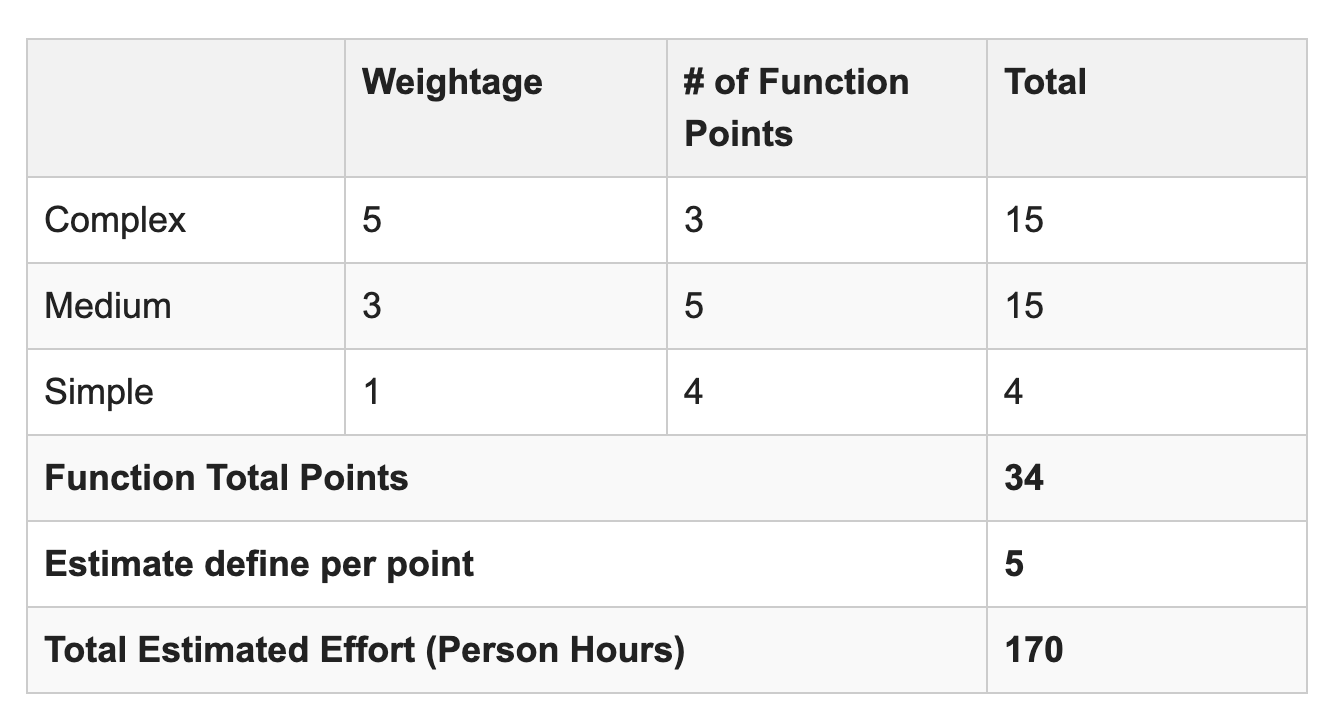 Weightage # of Function Points Total
Complex 5 3 15
Medium 3 5 15
Simple 1 4 4
Function Total Points 34
Estimate define per point 5
Total Estimated Effort (Person Hours) 170